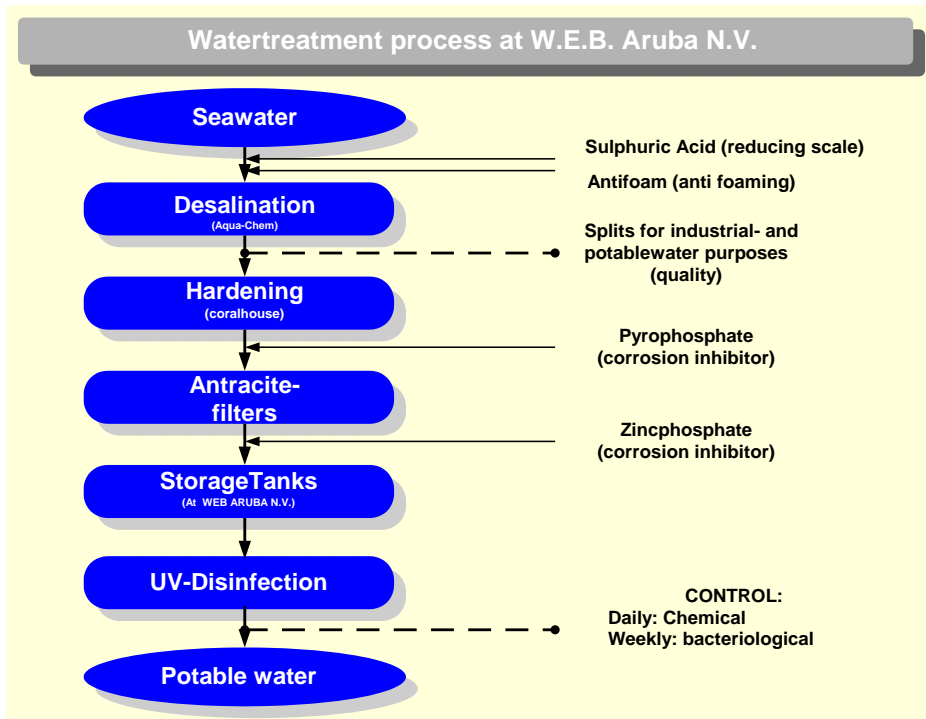 Watertreatment process at W.E.B. Aruba N.V.
Seawater
Sulphuric Acid (reducing scale)
Antifoam (anti foaming)
Desalination
(Aqua-Chem)
Splits for industrial- and
potablewater purposes
(quality)
Hardening
(coralhouse)
Pyrophosphate
(corrosion inhibitor)
Antracite-
filters
Zincphosphate
(corrosion inhibitor)
StorageTanks
(At WEB ARUBA N.V.)
UV-Disinfection
CONTROL:
Daily: Chemical
Weekly: bacteriological
Potable water